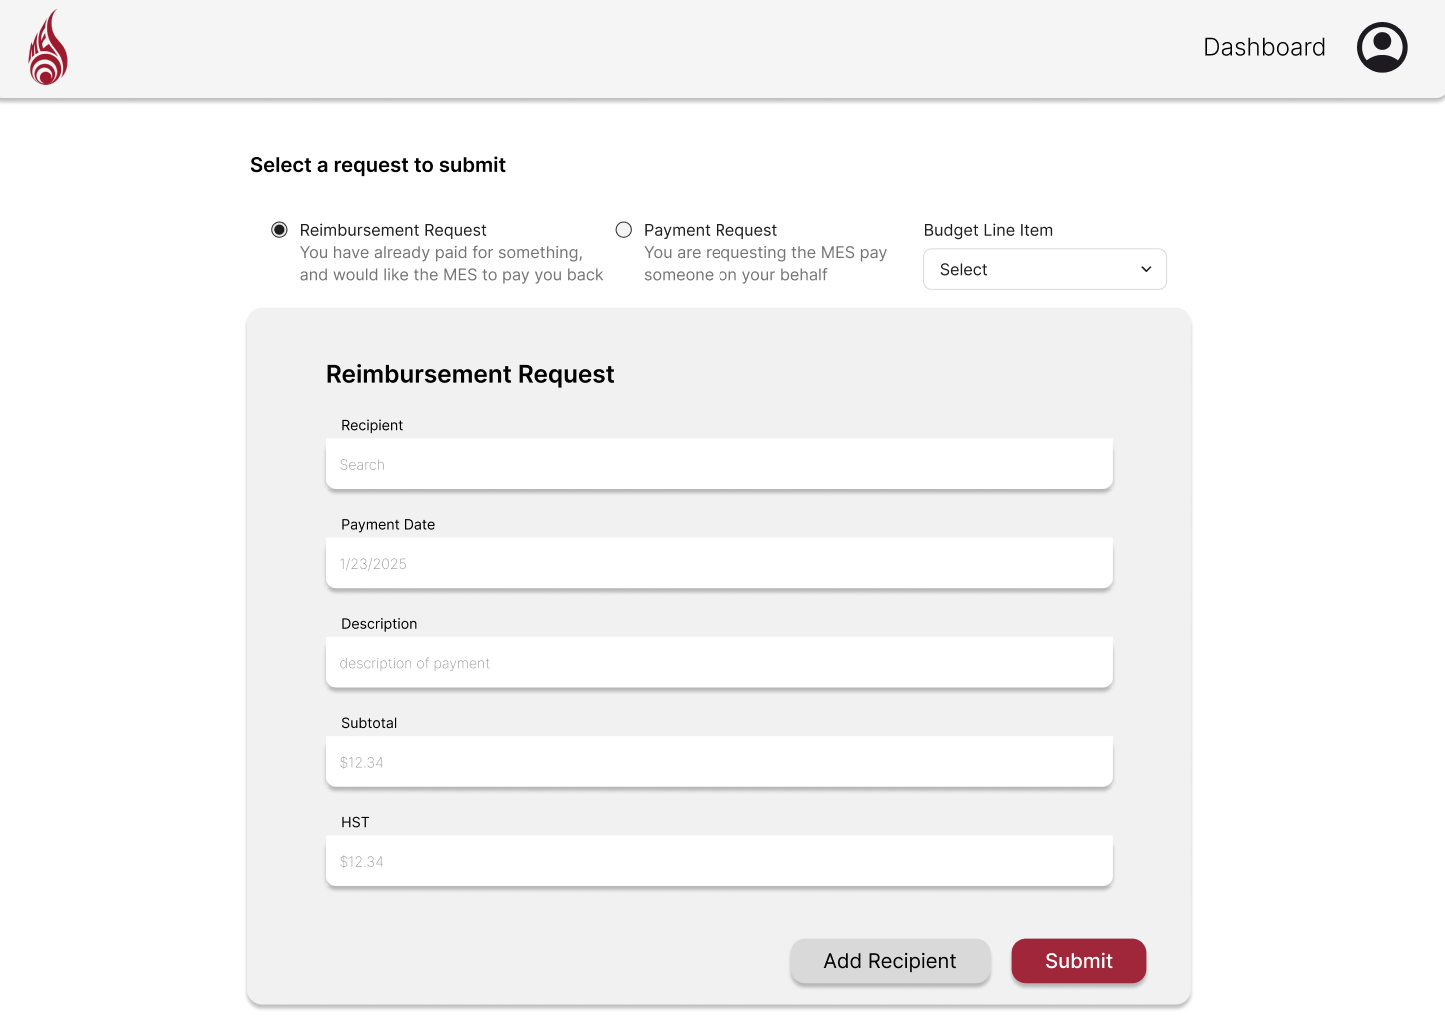 Dashboard
Select a request to submit
Reimbursement Request
You have already paid for something,
and would like the MES to pay you back
Payment Request
You are requesting the MES pay
someone on your behalf
Budget Line Item
Select
Reimbursement Request
Recipient
Search
Payment Date
1/23/2025
Description
description of payment
Subtotal
$12.34
HST
$12.34
Add Recipient
Submit